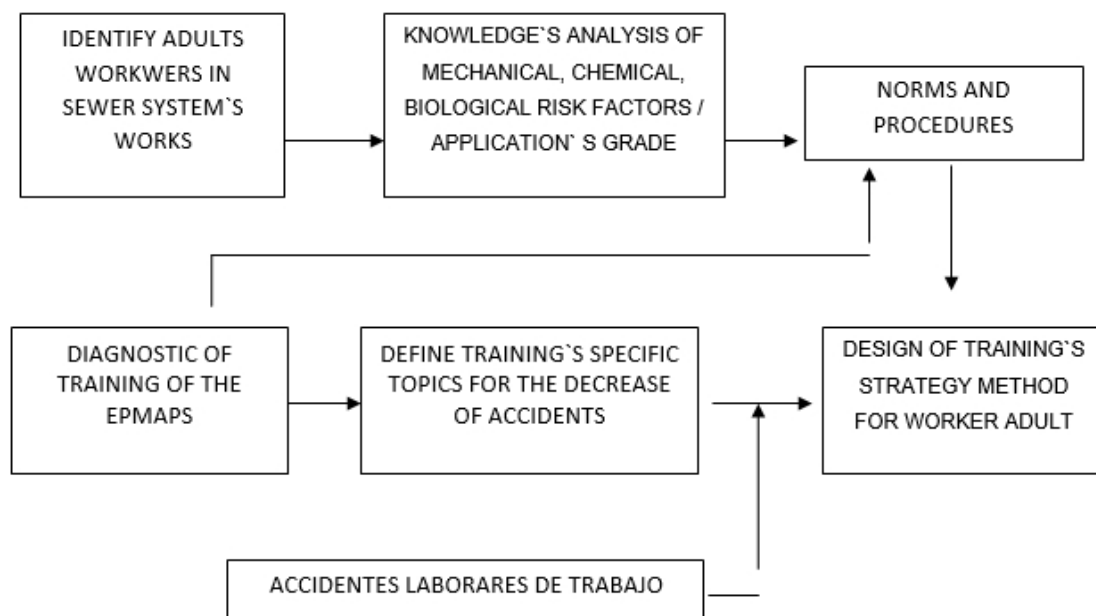 IDENTIFY ADULTS
WORKWERS IN
SEWER SYSTEM`S
WORKS
KNOWLEDGE`S ANALYSIS OF
MECHANICAL, CHEMICAL,
BIOLOGICAL RISK FACTORS /
APPLICATION` S GRADE
NORMS AND
PROCEDURES
DIAGNOSTIC OF
TRAINING OF THE
EPMAPS
DEFINE TRAINING`S SPECIFIC
TOPICS FOR THE DECREASE
OF ACCIDENTS
DESIGN OF TRAINING`S
STRATEGY METHOD
FOR WORKER ADULT
ACCIDENTES LABORARES DE TRABAJO